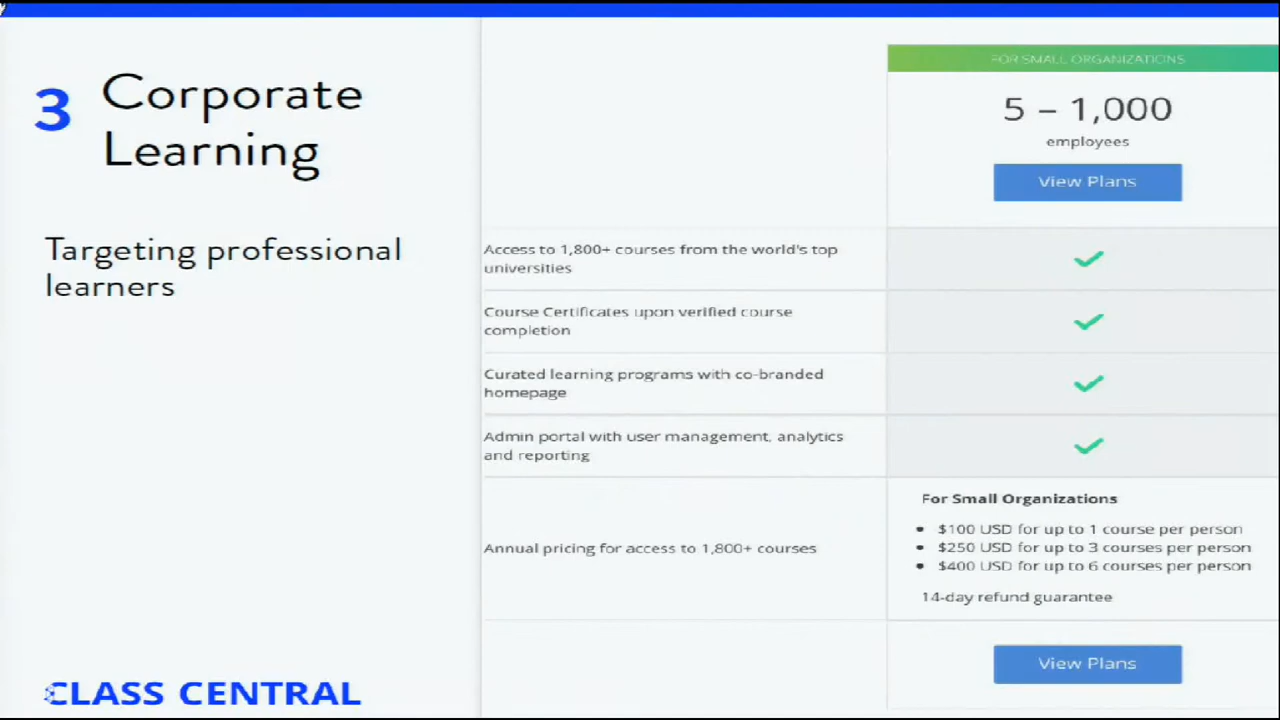 3
Corporate
Learning
Targeting professional
learners
CLASS CENTRAL
FOR SMALL ORGANIZATIONS
5 – 1,000
employees
View Plans
Access to 1,800+ courses from the world's top
universities
Course Certificates upon verified course
completion
Curated learning programs with co-branded
homepage
Admin portal with user management, analytics
and reporting
Annual pricing for access to 1,800+ courses
For Small Organizations
• $100 USD for up to 1 course per person
• $250 USD for up to 3 courses per person
• $400 USD for up to 6 courses per person
14-day refund guarantee
View Plans